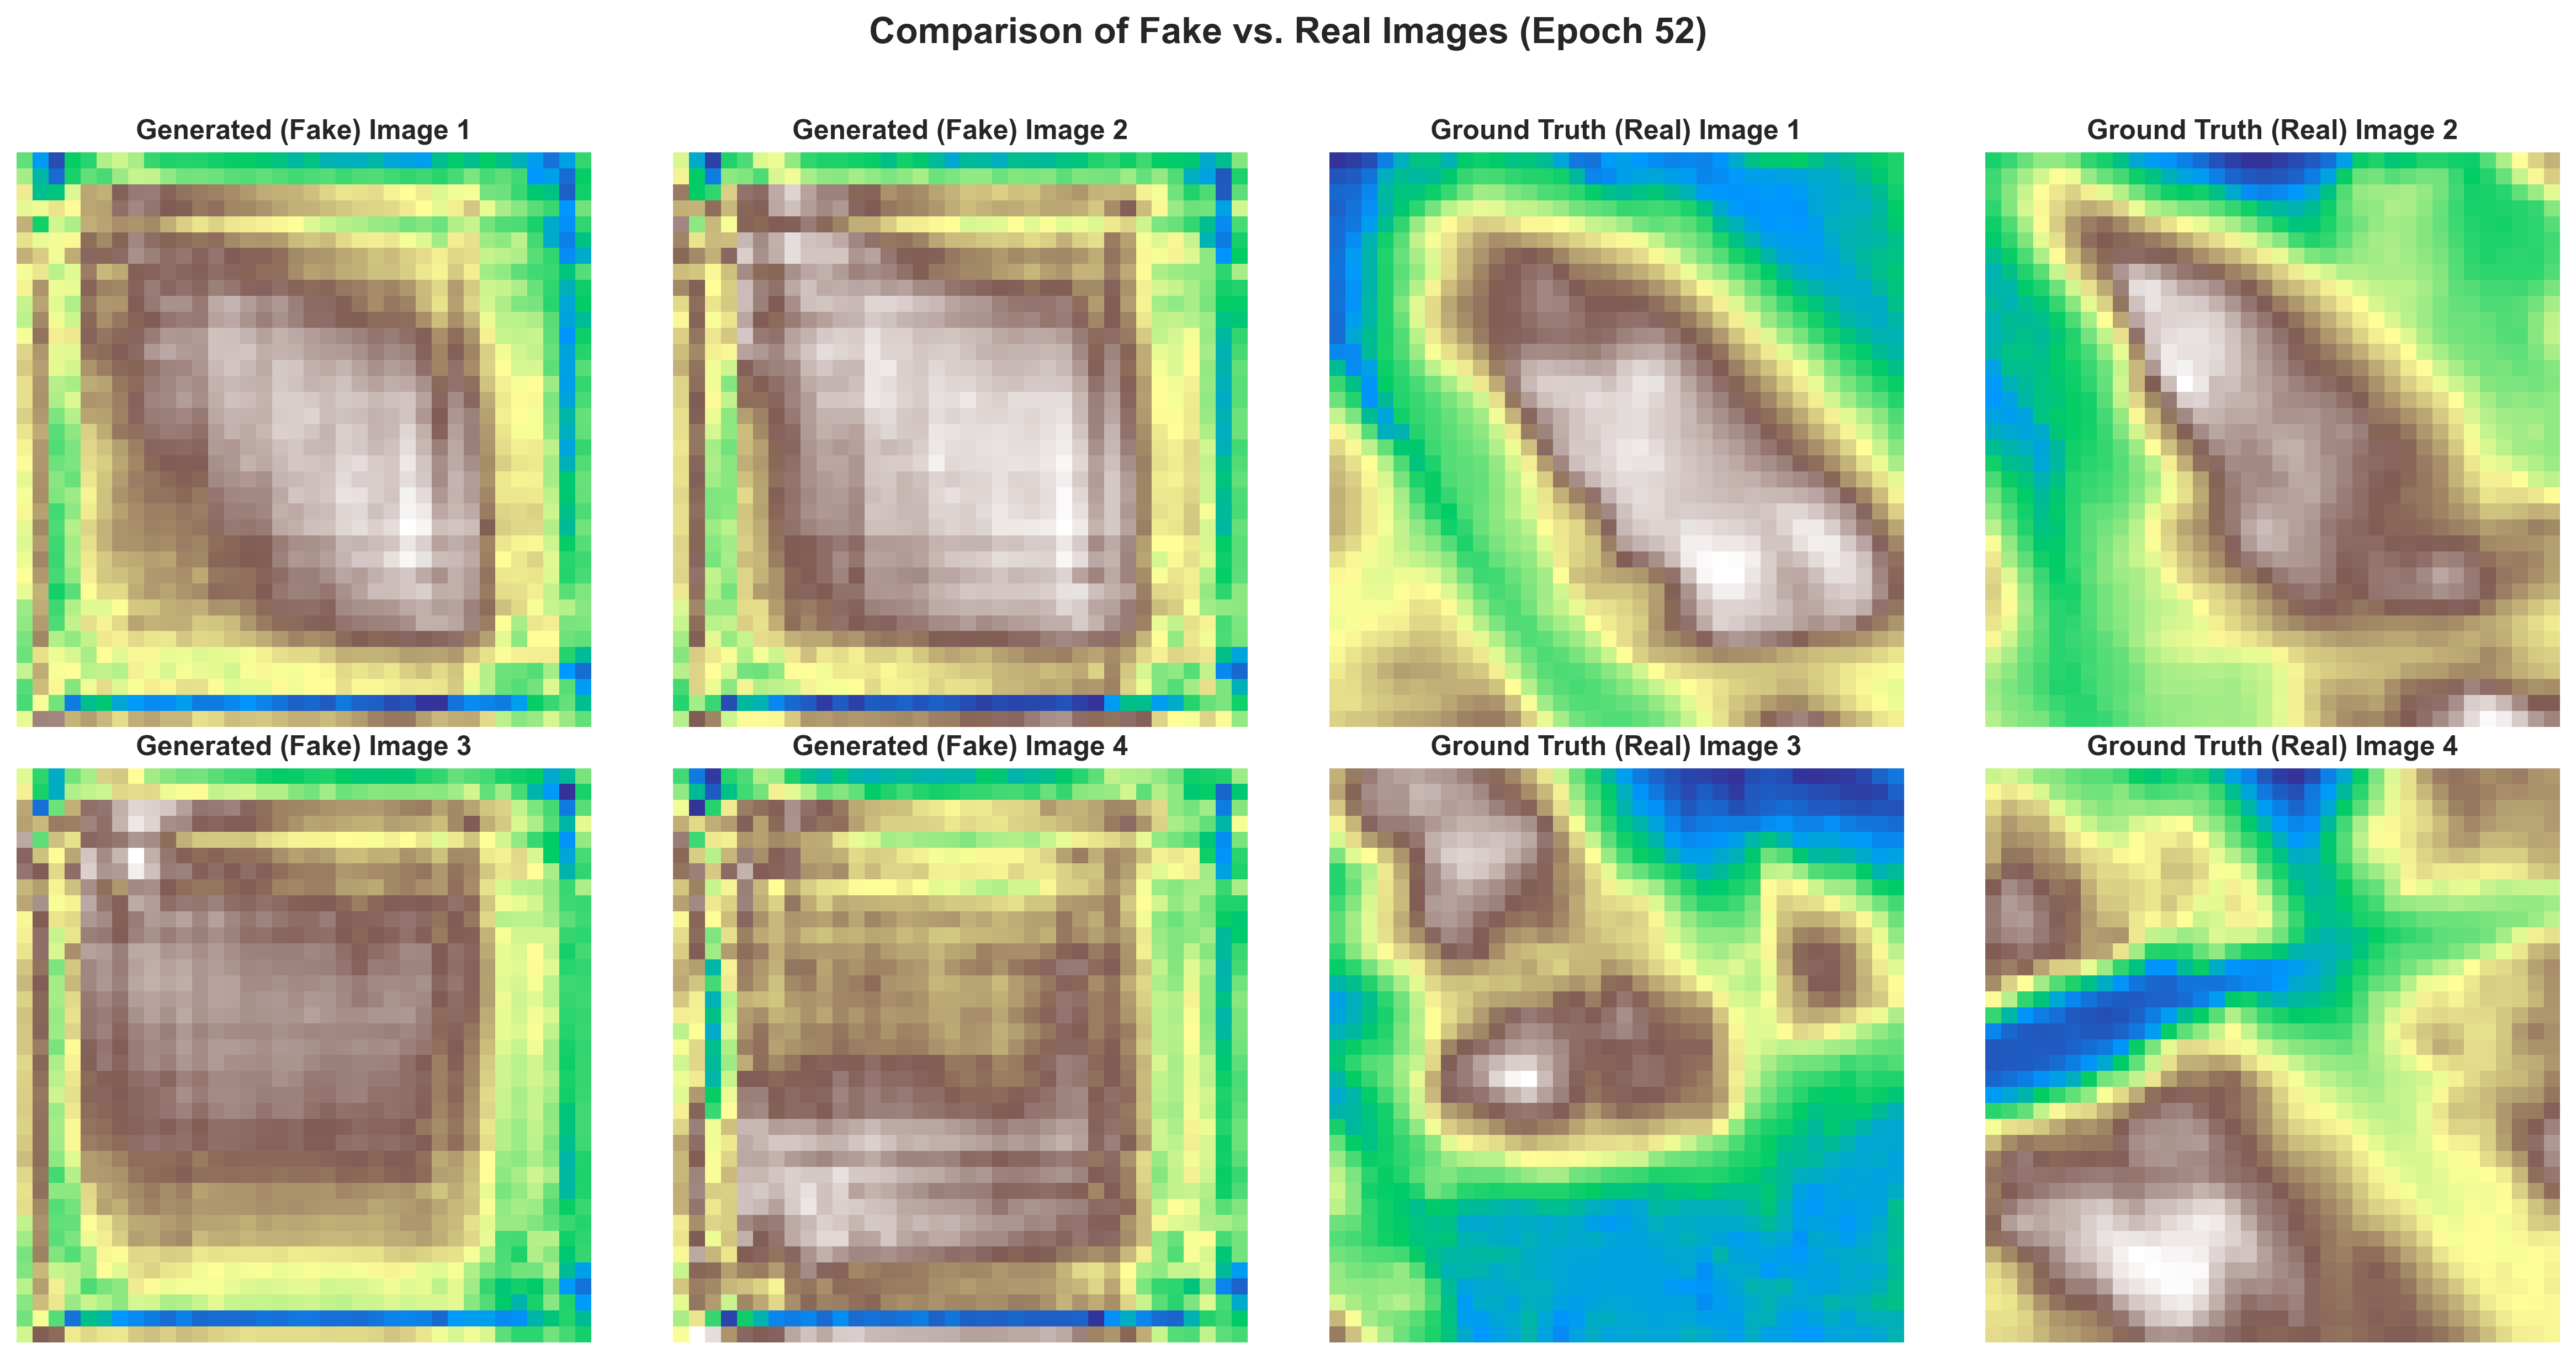 Comparison of Fake vs. Real Images (Epoch 52)
Generated (Fake) Image 1
Generated (Fake) Image 2
Ground Truth (Real) Image 1
Ground Truth (Real) Image 2
Generated (Fake) Image 3
Generated (Fake) Image 4
Ground Truth (Real) Image 3
Ground Truth (Real) Image 4